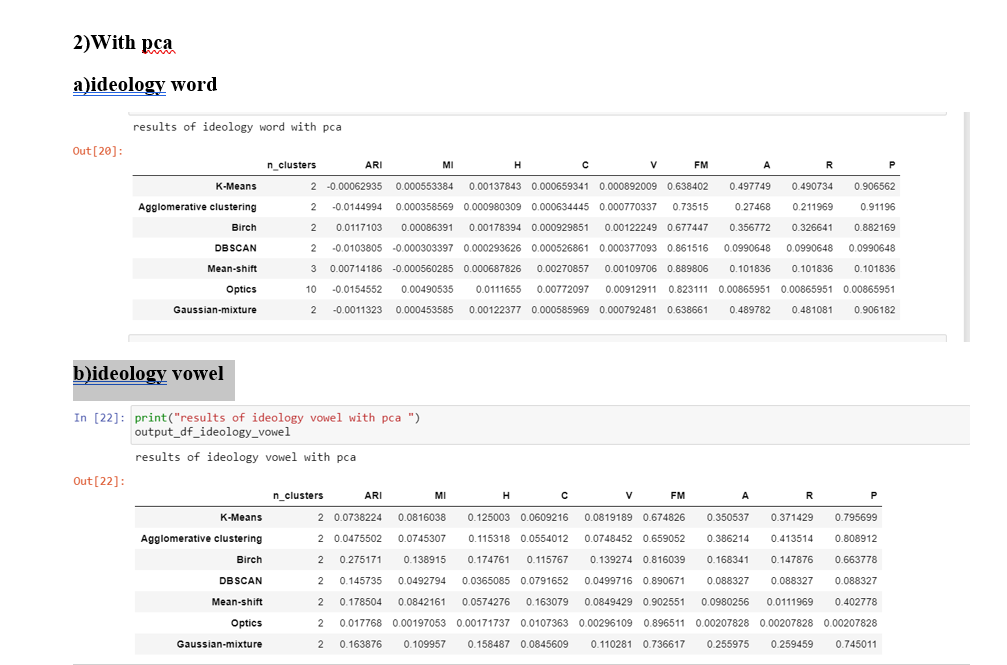 2)With pca
a)ideology word
results of ideology word with pca
Out[20]:
n_clusters ARI MI H C V FM A R P
K-Means 2 -0.00062935 0.000553384 0.00137843 0.000659341 0.000892009 0.638402 0.497749 0.490734 0.906562
Agglomerative clustering 2 -0.0144994 0.000358569 0.000980309 0.000634445 0.000770337 0.73515 0.27468 0.211969 0.91196
Birch 2 0.0117103 0.00086391 0.00178394 0.000929851 0.00122249 0.677447 0.356772 0.326641 0.882169
DBSCAN 2 -0.0103805 -0.000303397 0.000293626 0.000526861 0.000377093 0.861516 0.0990648 0.0990648 0.0990648
Mean-shift 3 0.00714186 -0.000560285 0.000687826 0.00270857 0.00109706 0.889806 0.101836 0.101836 0.101836
Optics 10 -0.0154552 0.00490535 0.0111655 0.00772097 0.00912911 0.823111 0.00865951 0.00865951 0.00865951
Gaussian-mixture 2 -0.0011323 0.000453585 0.00122377 0.000585969 0.000792481 0.638661 0.489782 0.481081 0.906182
b)ideology vowel
In [22]: print("results of ideology vowel with pca ")
output_df_ideology_vowel
results of ideology vowel with pca
Out[22]:
n_clusters ARI MI H C V FM A R P
K-Means 2 0.0738224 0.0816038 0.125003 0.0609216 0.0819189 0.674826 0.350537 0.371429 0.795699
Agglomerative clustering 2 0.0475502 0.0745307 0.115318 0.0554012 0.0748452 0.659052 0.386214 0.413514 0.808912
Birch 2 0.275171 0.138915 0.174761 0.115767 0.139274 0.816039 0.168341 0.147876 0.663778
DBSCAN 2 0.145735 0.0492794 0.0365085 0.0791652 0.0499716 0.890671 0.088327 0.088327 0.088327
Mean-shift 2 0.178504 0.0842161 0.0574276 0.163079 0.0849429 0.902551 0.0980256 0.0111969 0.402778
Optics 2 0.017768 0.00197053 0.00171737 0.0107363 0.00296109 0.896511 0.00207828 0.00207828 0.00207828
Gaussian-mixture 2 0.163876 0.109957 0.158487 0.0845609 0.110281 0.736617 0.255975 0.259459 0.745011